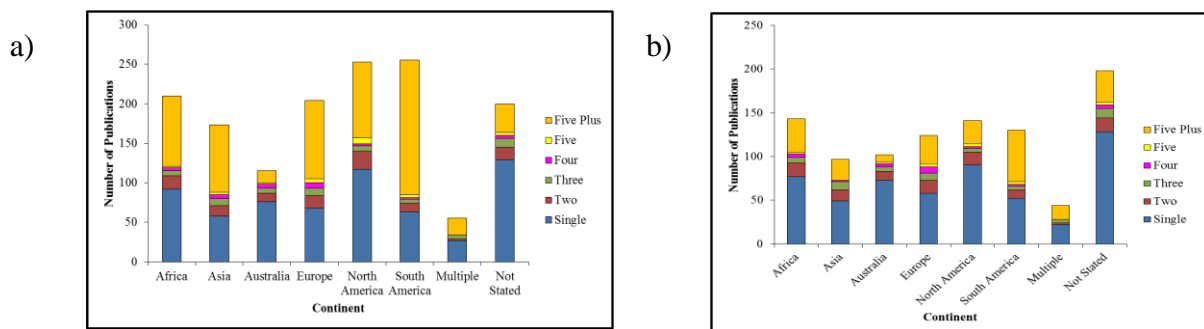 a)
300
250
200
150
100
50
0
Number of Publications
Africa
Asia
Australia
Europe
North
America
South
America
Multiple
Not
Stated
Continent
Five Plus
Five
Four
Three
Two
Single
b)
250
200
150
100
50
0
Number of Publications
Africa
Asia
Australia
Europe
North America
South America
Multiple
Not Stated
Continent
Five Plus
Five
Four
Three
Two
Single